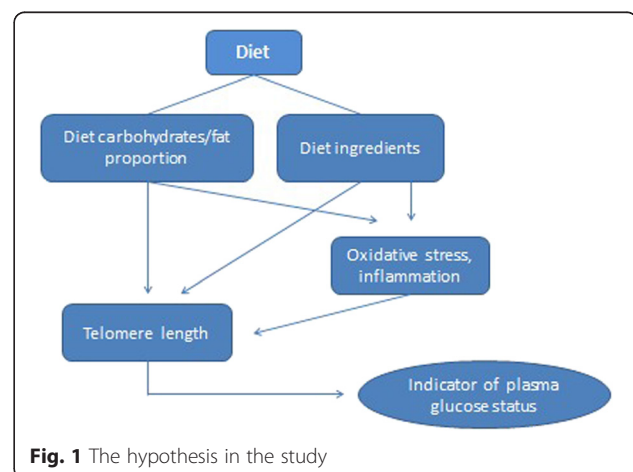 Diet
Diet carbohydrates/fat
proportion
Diet ingredients
Oxidative stress,
inflammation
Telomere length
Indicator of plasma
glucose status
Fig. 1 The hypothesis in the study